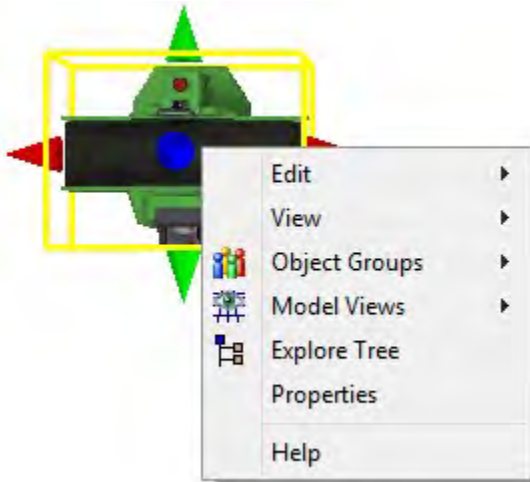 Edit
View
Object Groups
Model Views
Explore Tree
Properties
Help